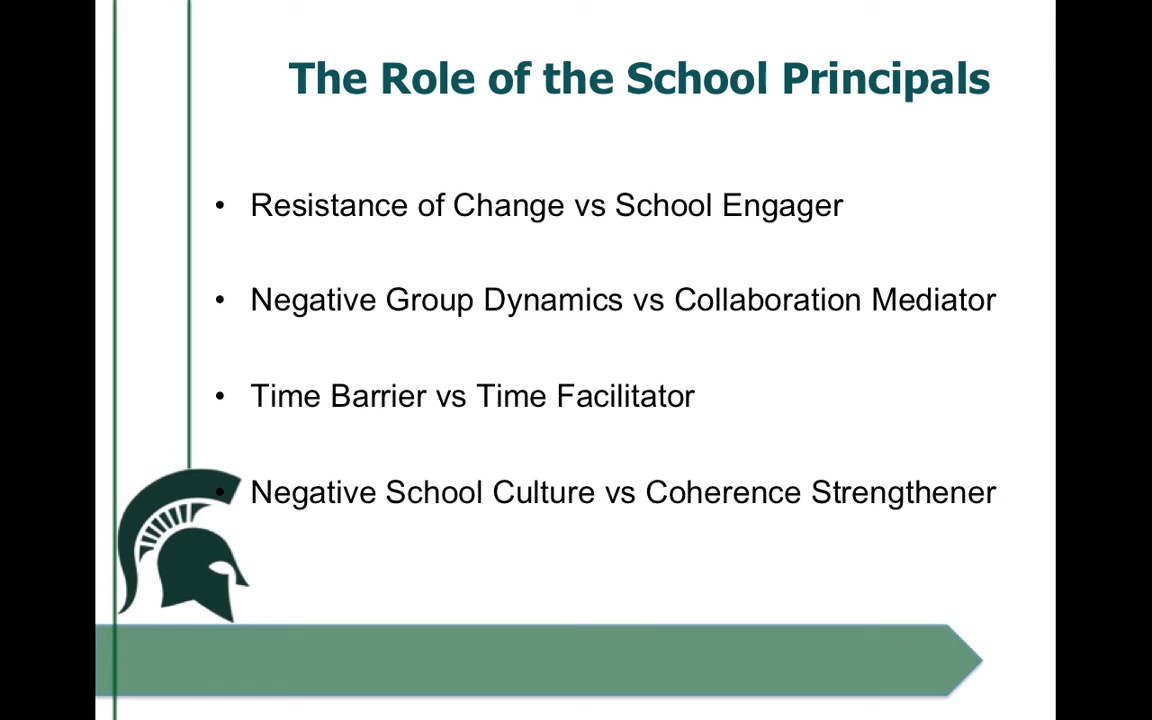 The Role of the School Principals
• Resistance of Change vs School Engager
• Negative Group Dynamics vs Collaboration Mediator
• Time Barrier vs Time Facilitator
• Negative School Culture vs Coherence Strengthener